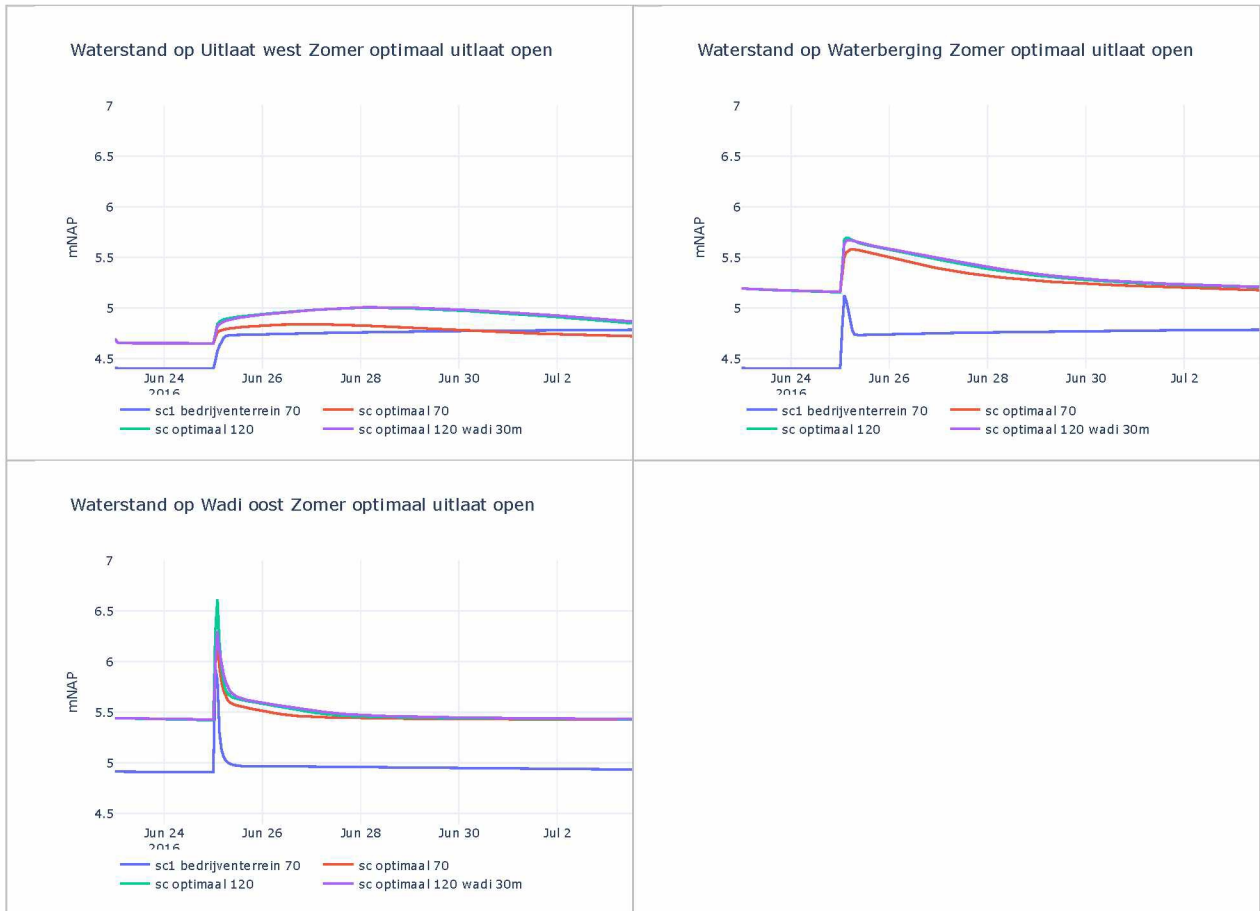 Waterstand op Uitlaat west Zomer optimaal uitlaat open
7
6.5
6
5.5
5
4.5
mNAP
Jun 24
2016
Jun 26
Jun 28
Jun 30
Jul 2
sc1 bedrijventerrein 70
sc optimaal 70
sc optimaal 120
sc optimaal 120 wadi 30m
Waterstand op Waterberging Zomer optimaal uitlaat open
7
6.5
6
5.5
5
4.5
mNAP
Jun 24
2016
Jun 26
Jun 28
Jun 30
Jul 2
sc1 bedrijventerrein 70
sc optimaal 70
sc optimaal 120
sc optimaal 120 wadi 30m
Waterstand op Wadi oost Zomer optimaal uitlaat open
7
6.5
6
5.5
5
4.5
mNAP
Jun 24
2016
Jun 26
Jun 28
Jun 30
Jul 2
sc1 bedrijventerrein 70
sc optimaal 70
sc optimaal 120
sc optimaal 120 wadi 30m